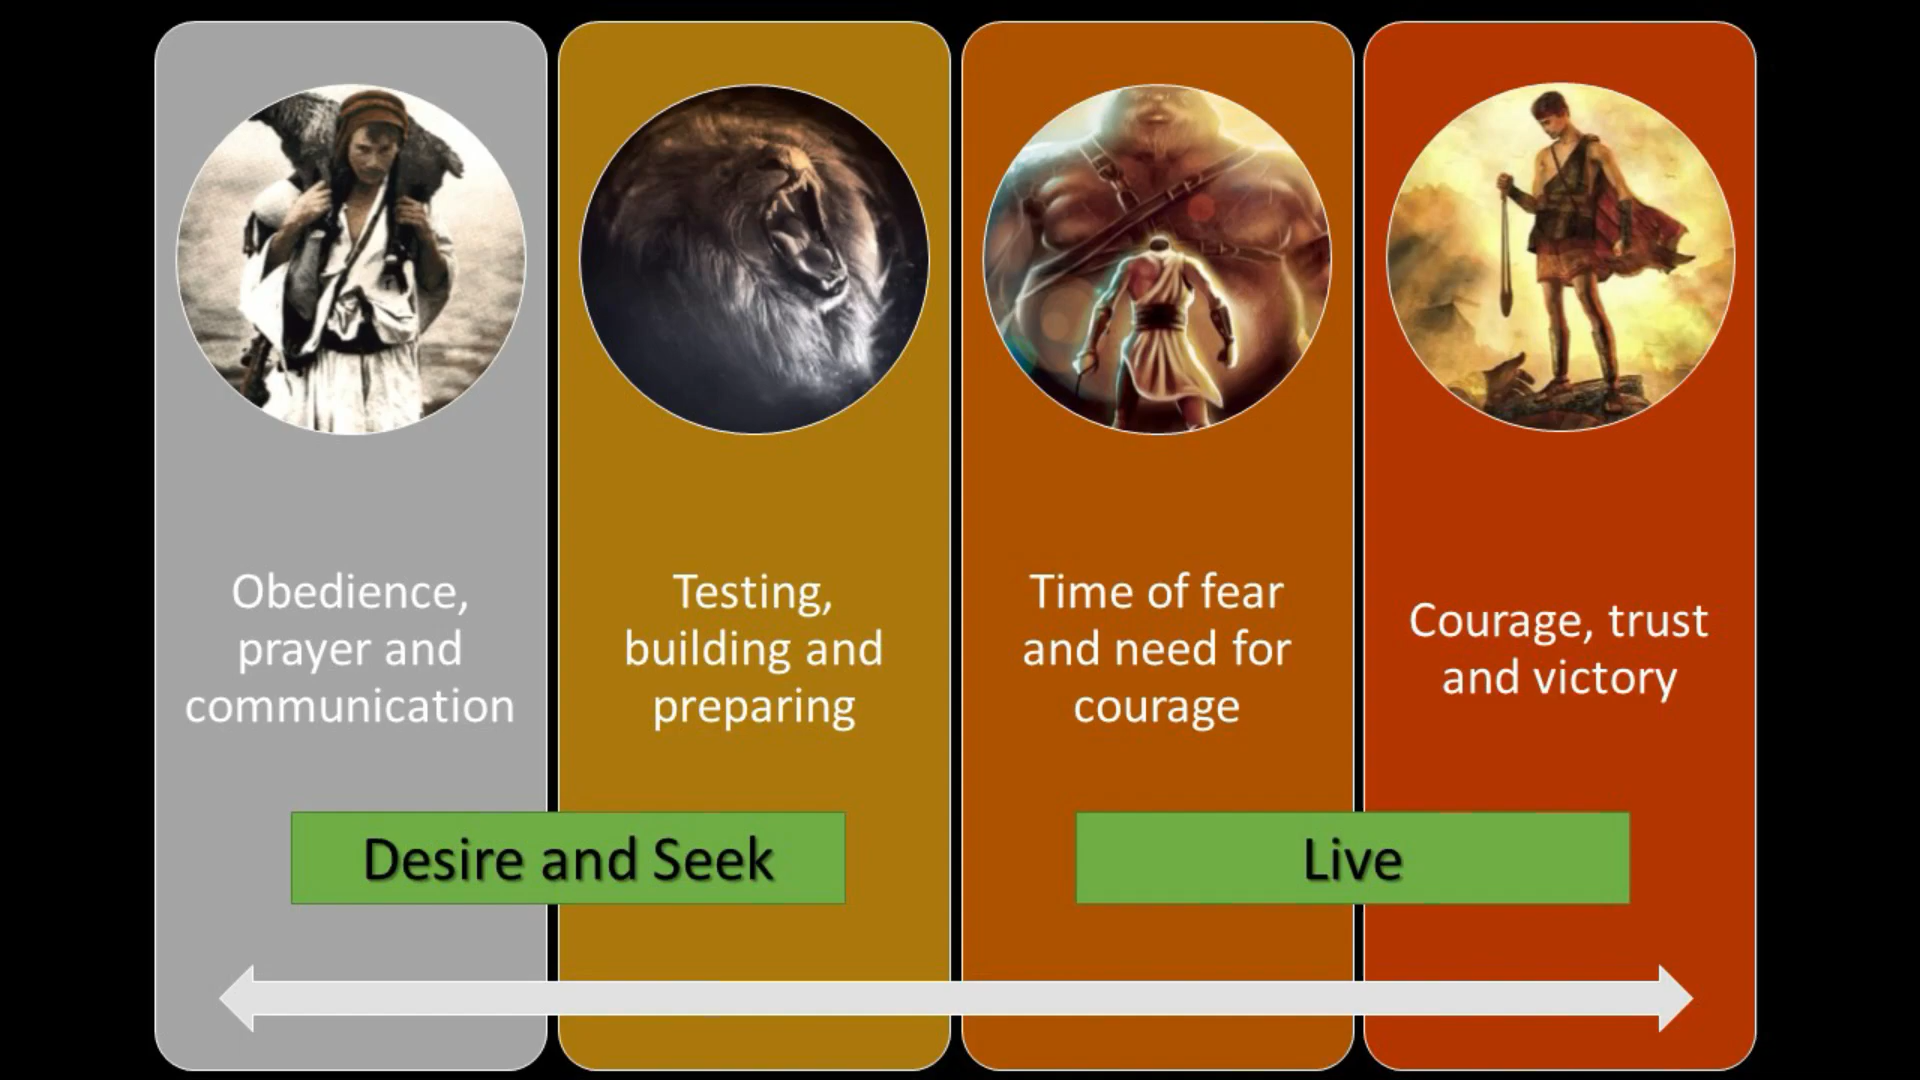 Obedience,
prayer and
communication
Testing,
building and
preparing
Time of fear
and need for
courage
Courage, trust
and victory
Desire and Seek
Live